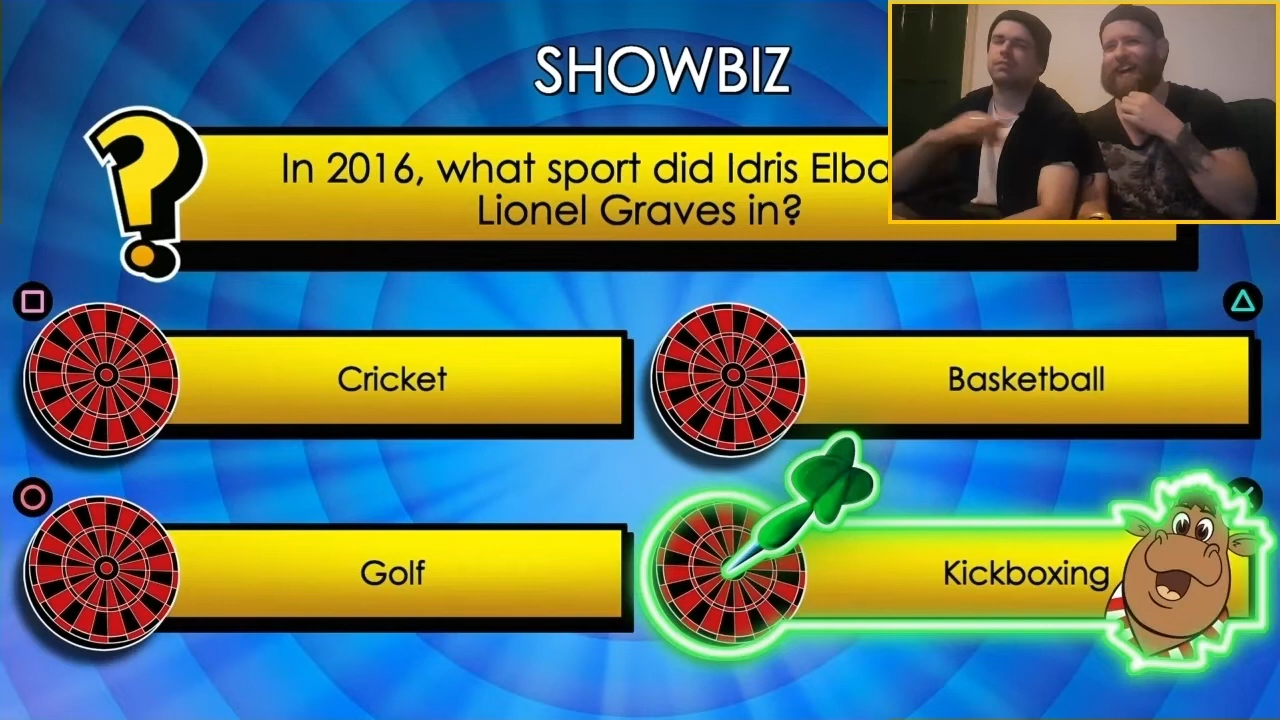 SHOWBIZ
In 2016, what sport did Idris Elba
Lionel Graves in?
Cricket
Basketball
Golf
Kickboxing